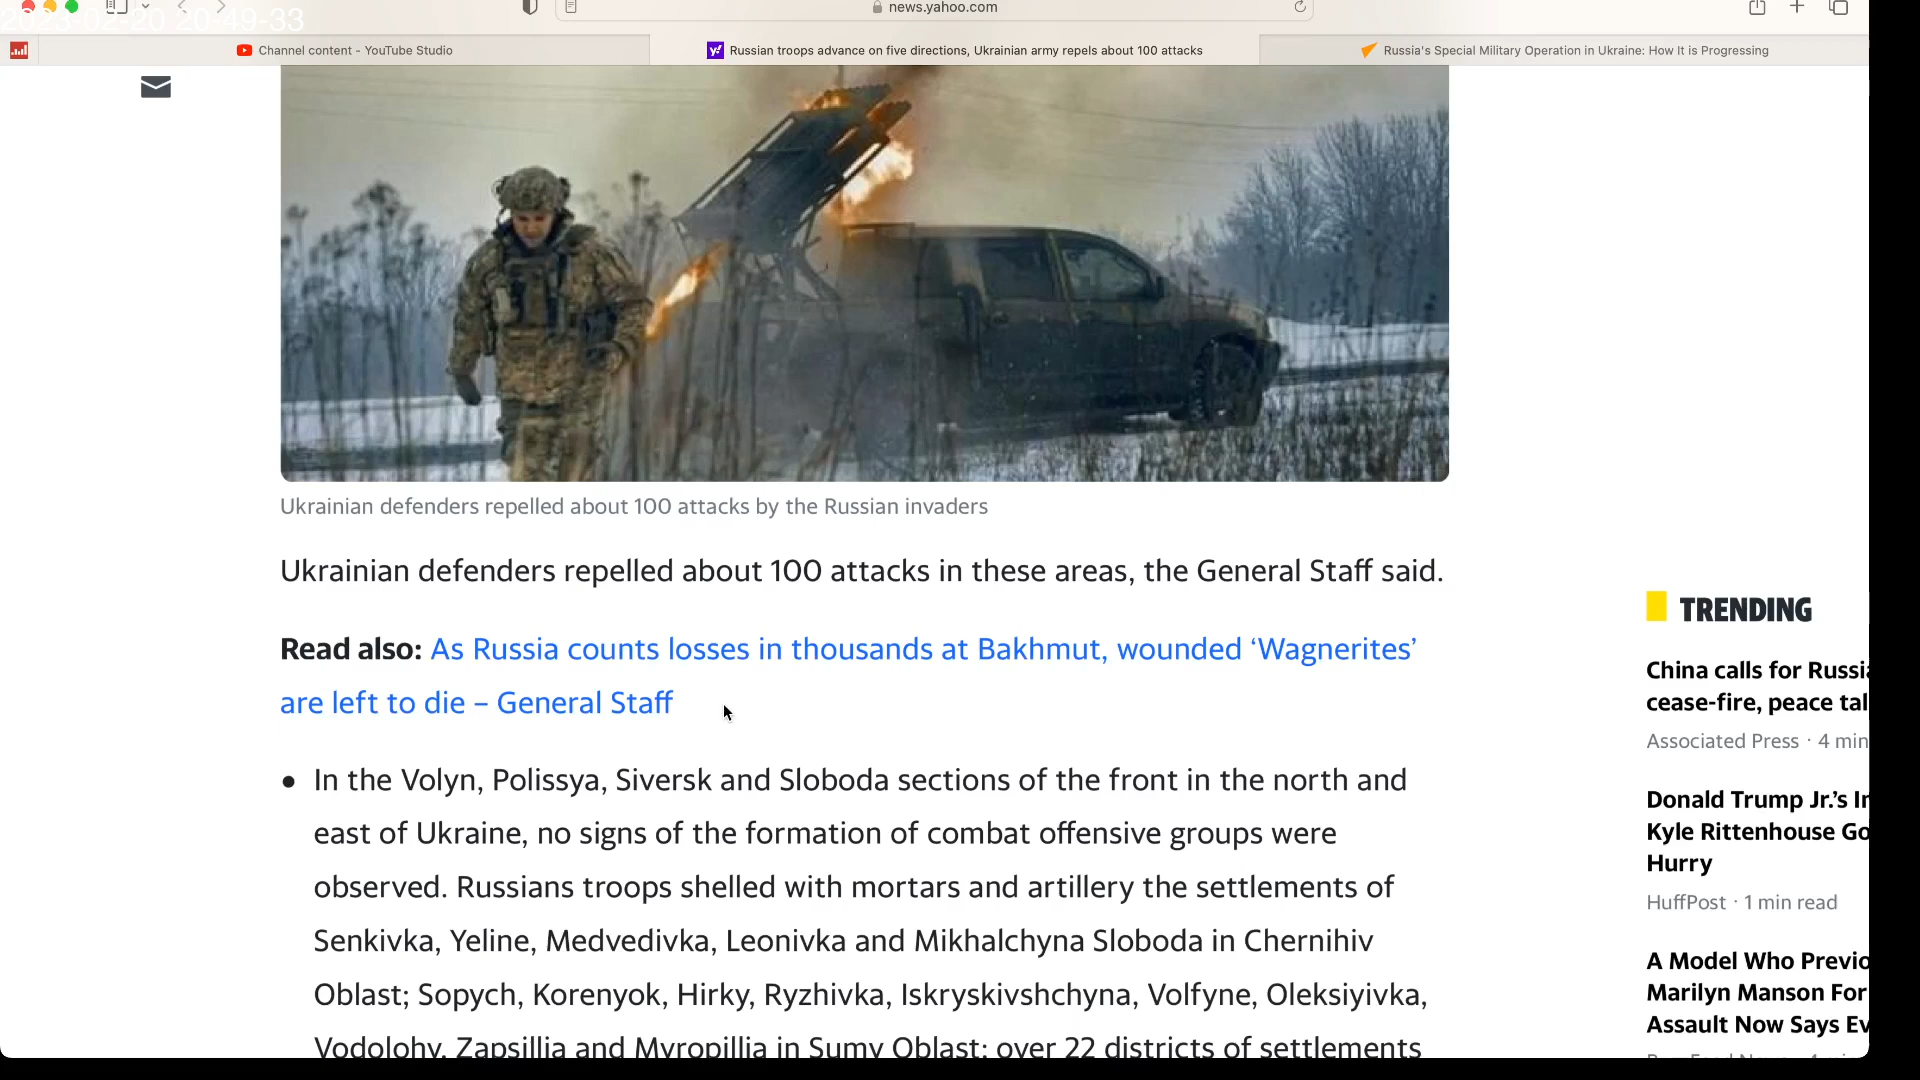 2023-02-20 20-49-33
news.yahoo.com
Channel content - YouTube Studio
Russian troops advance on five directions, Ukrainian army repels about 100 attacks
Russia's Special Military Operation in Ukraine: How It is Progressing
Ukrainian defenders repelled about 100 attacks by the Russian invaders
Ukrainian defenders repelled about 100 attacks in these areas, the General Staff said.
Read also: As Russia counts losses in thousands at Bakhmut, wounded ‘Wagnerites’
are left to die – General Staff
• In the Volyn, Polissya, Siversk and Sloboda sections of the front in the north and
east of Ukraine, no signs of the formation of combat offensive groups were
observed. Russians troops shelled with mortars and artillery the settlements of
Senkivka, Yeline, Medvedivka, Leonivka and Mikhalchyna Sloboda in Chernihiv
Oblast; Sopych, Korenyok, Hirky, Ryzhivka, Iskryskivshchyna, Volfyne, Oleksiyivka,
Vodolohy, Zapsillia and Myropillia in Sumy Oblast; over 22 districts of settlements
TRENDING
China calls for Russi
cease-fire, peace tal
Associated Press · 4 min
Donald Trump Jr.’s I
Kyle Rittenhouse Go
Hurry
HuffPost · 1 min read
A Model Who Previo
Marilyn Manson For
Assault Now Says Ev